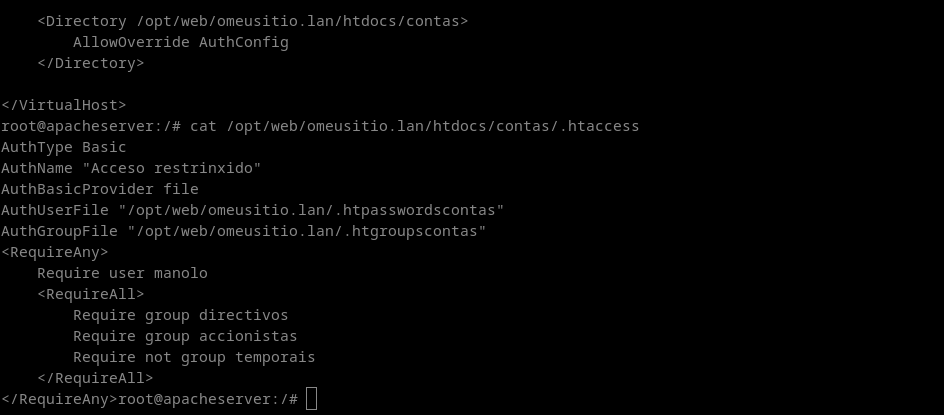 <Directory /opt/web/omeusitio.lan/htdocs/contas>
        AllowOverride AuthConfig
    </Directory>

</VirtualHost>
root@apacheserver:/# cat /opt/web/omeusitio.lan/htdocs/contas/.htaccess
AuthType Basic
AuthName "Acceso restrinxido"
AuthBasicProvider file
AuthUserFile "/opt/web/omeusitio.lan/.htpasswordscontas"
AuthGroupFile "/opt/web/omeusitio.lan/.htgroupscontas"
<RequireAny>
    Require user manolo
    <RequireAll>
        Require group directivos
        Require group accionistas
        Require not group temporais
    </RequireAll>
</RequireAny>root@apacheserver:/#